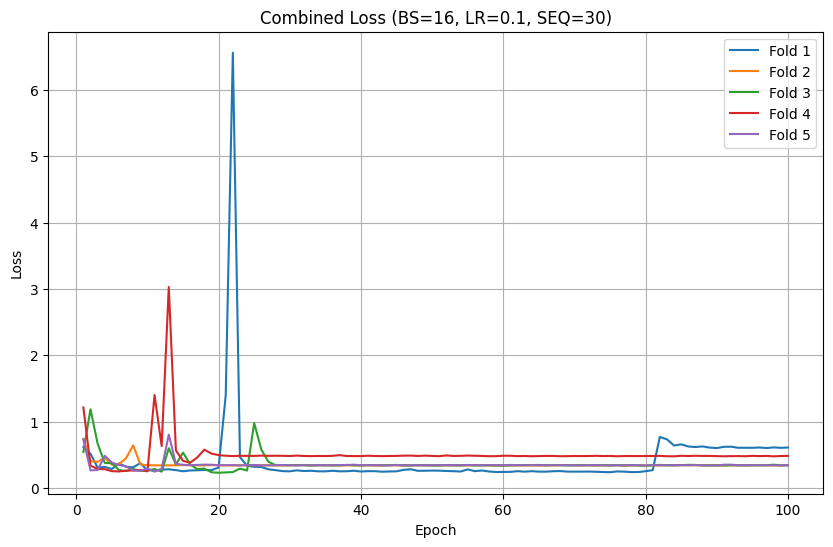 Combined Loss (BS=16, LR=0.1, SEQ=30)
Fold 1
Fold 2
Fold 3
Fold 4
Fold 5
Loss
6
5
4
3
2
1
0
0 20 40 60 80 100
Epoch